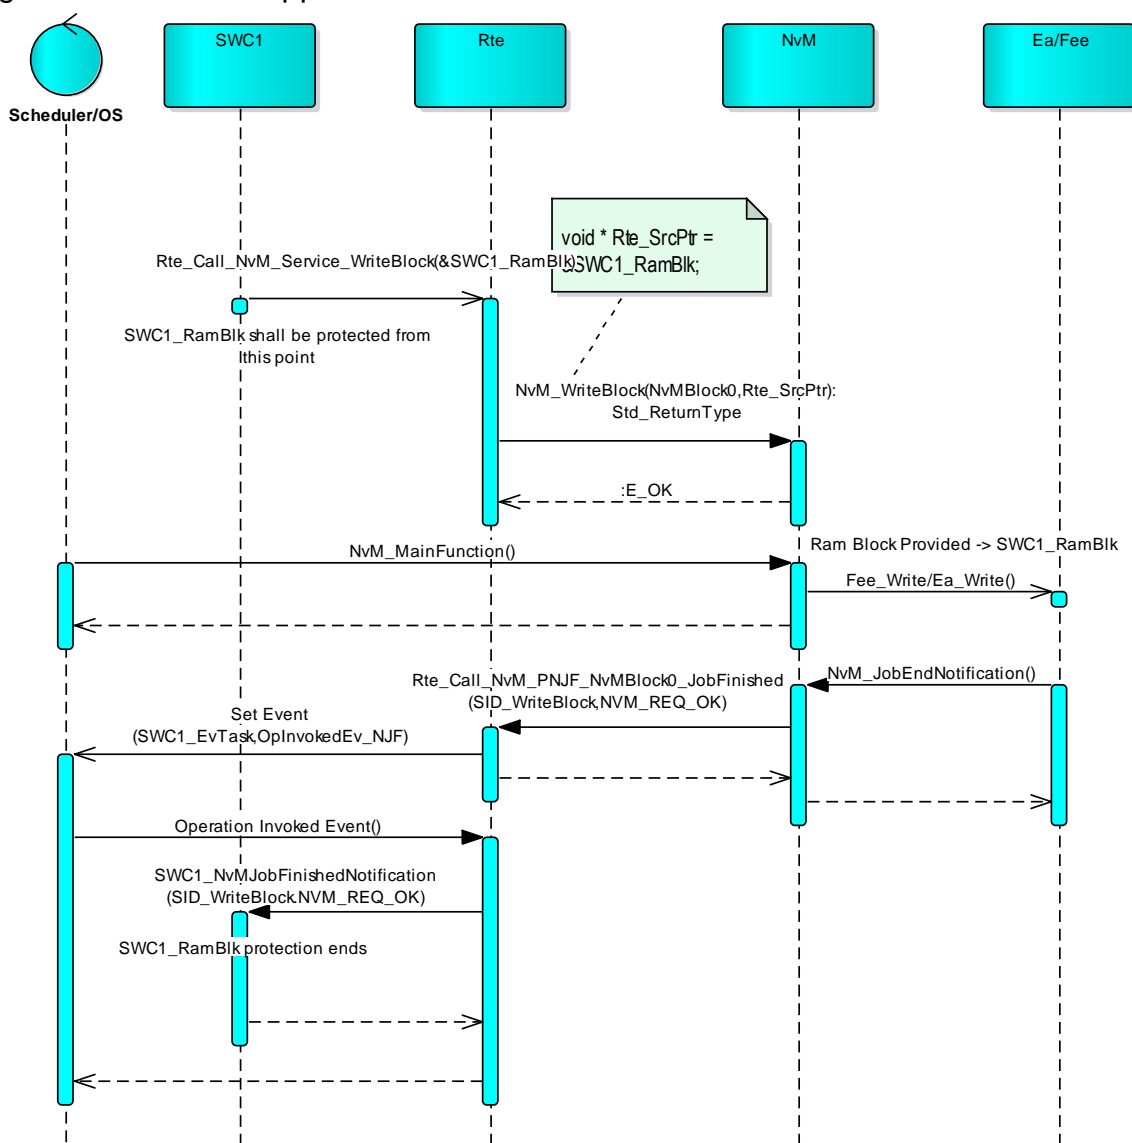 SWC1
Rte
NvM
Ea/Fee
Scheduler/OS
void * Rte_SrcPtr =
&SWC1_RamBlk;
Rte_Call_NvM_Service_WriteBlock(&SWC1_RamBlk)
SWC1_RamBlk shall be protected from
this point
NvM_WriteBlock(NvMBlock0,Rte_SrcPtr):
Std_ReturnType
:E_OK
NvM_MainFunction()
Ram Block Provided -> SWC1_RamBlk
Fee_Write/Ea_Write()
NvM_JobEndNotification()
Rte_Call_NvM_PNJF_NvMBlock0_JobFinished
(SID_WriteBlock,NVM_REQ_OK)
Set Event
(SWC1_EvTask,OpInvokedEv_NJF)
Operation Invoked Event()
SWC1_NvMJobFinishedNotification
(SID_WriteBlock.NVM_REQ_OK)
SWC1_RamBlk protection ends